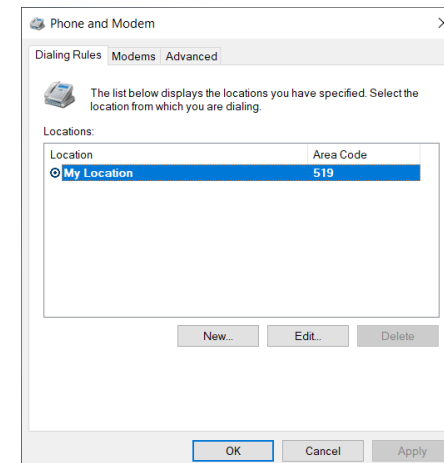 Phone and Modem
Dialing Rules Modems Advanced
The list below displays the locations you have specified. Select the
location from which you are dialing.
Locations:
Location Area Code
My Location 519
New... Edit... Delete
OK Cancel Apply